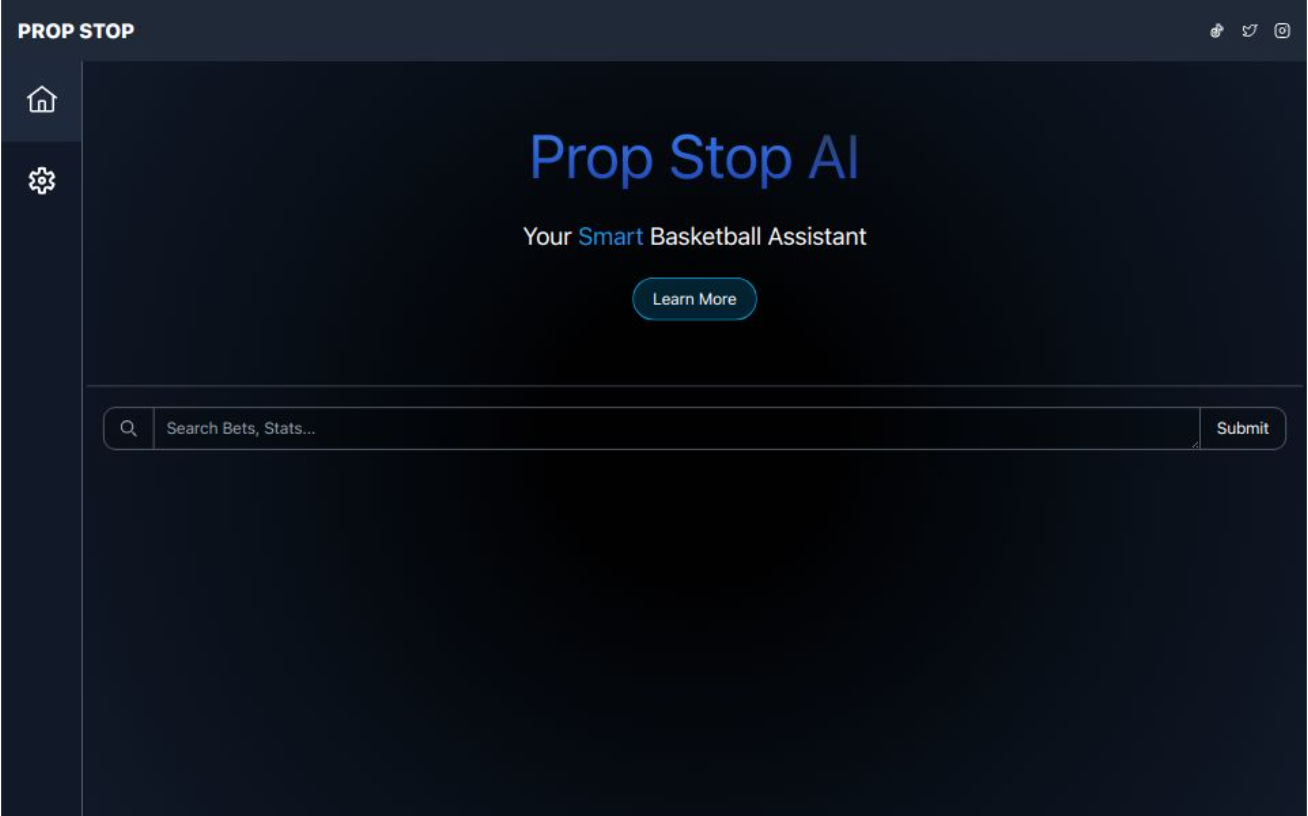 PROP STOP
Prop Stop AI
Your Smart Basketball Assistant
Learn More
Search Bets, Stats...
Submit